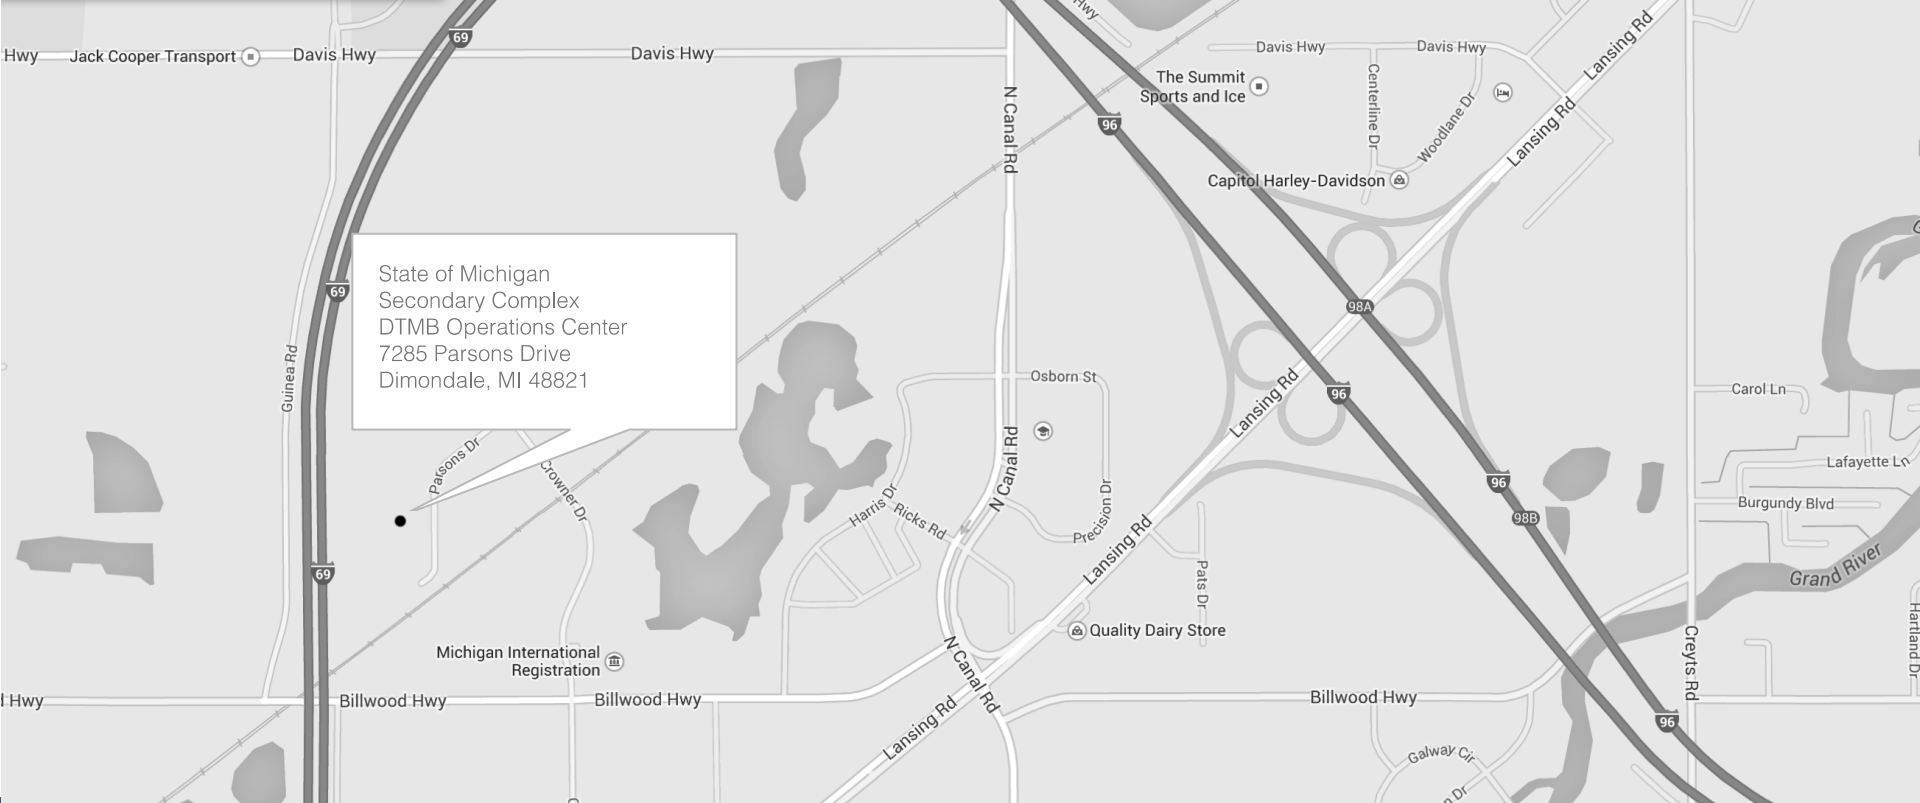 Hwy
Jack Cooper Transport
Davis Hwy
69
Davis Hwy
Hwy
Davis Hwy
Davis Hwy
Lansing Rd
The Summit
Sports and Ice
Centerline Dr
Woodlane Dr
Lansing Rd
N Canal Rd
96
Capitol Harley-Davidson
State of Michigan
Secondary Complex
DTMB Operations Center
7285 Parsons Drive
Dimondale, MI 48821
69
98A
Guinea Rd
Osborn St
Lansing Rd
96
Carol Ln
Parsons Dr
Crowner Dr
N Canal Rd
Harris Dr
Ricks Rd
Precision Dr
96
98B
Lafayette Ln
Burgundy Blvd
69
Lansing Rd
Pats Dr
Grand River
Michigan International
Registration
Quality Dairy Store
N Canal Rd
Creyts Rd
Hartland Dr
Hwy
Billwood Hwy
Billwood Hwy
Lansing Rd
Billwood Hwy
96
Galway Cir
Dr